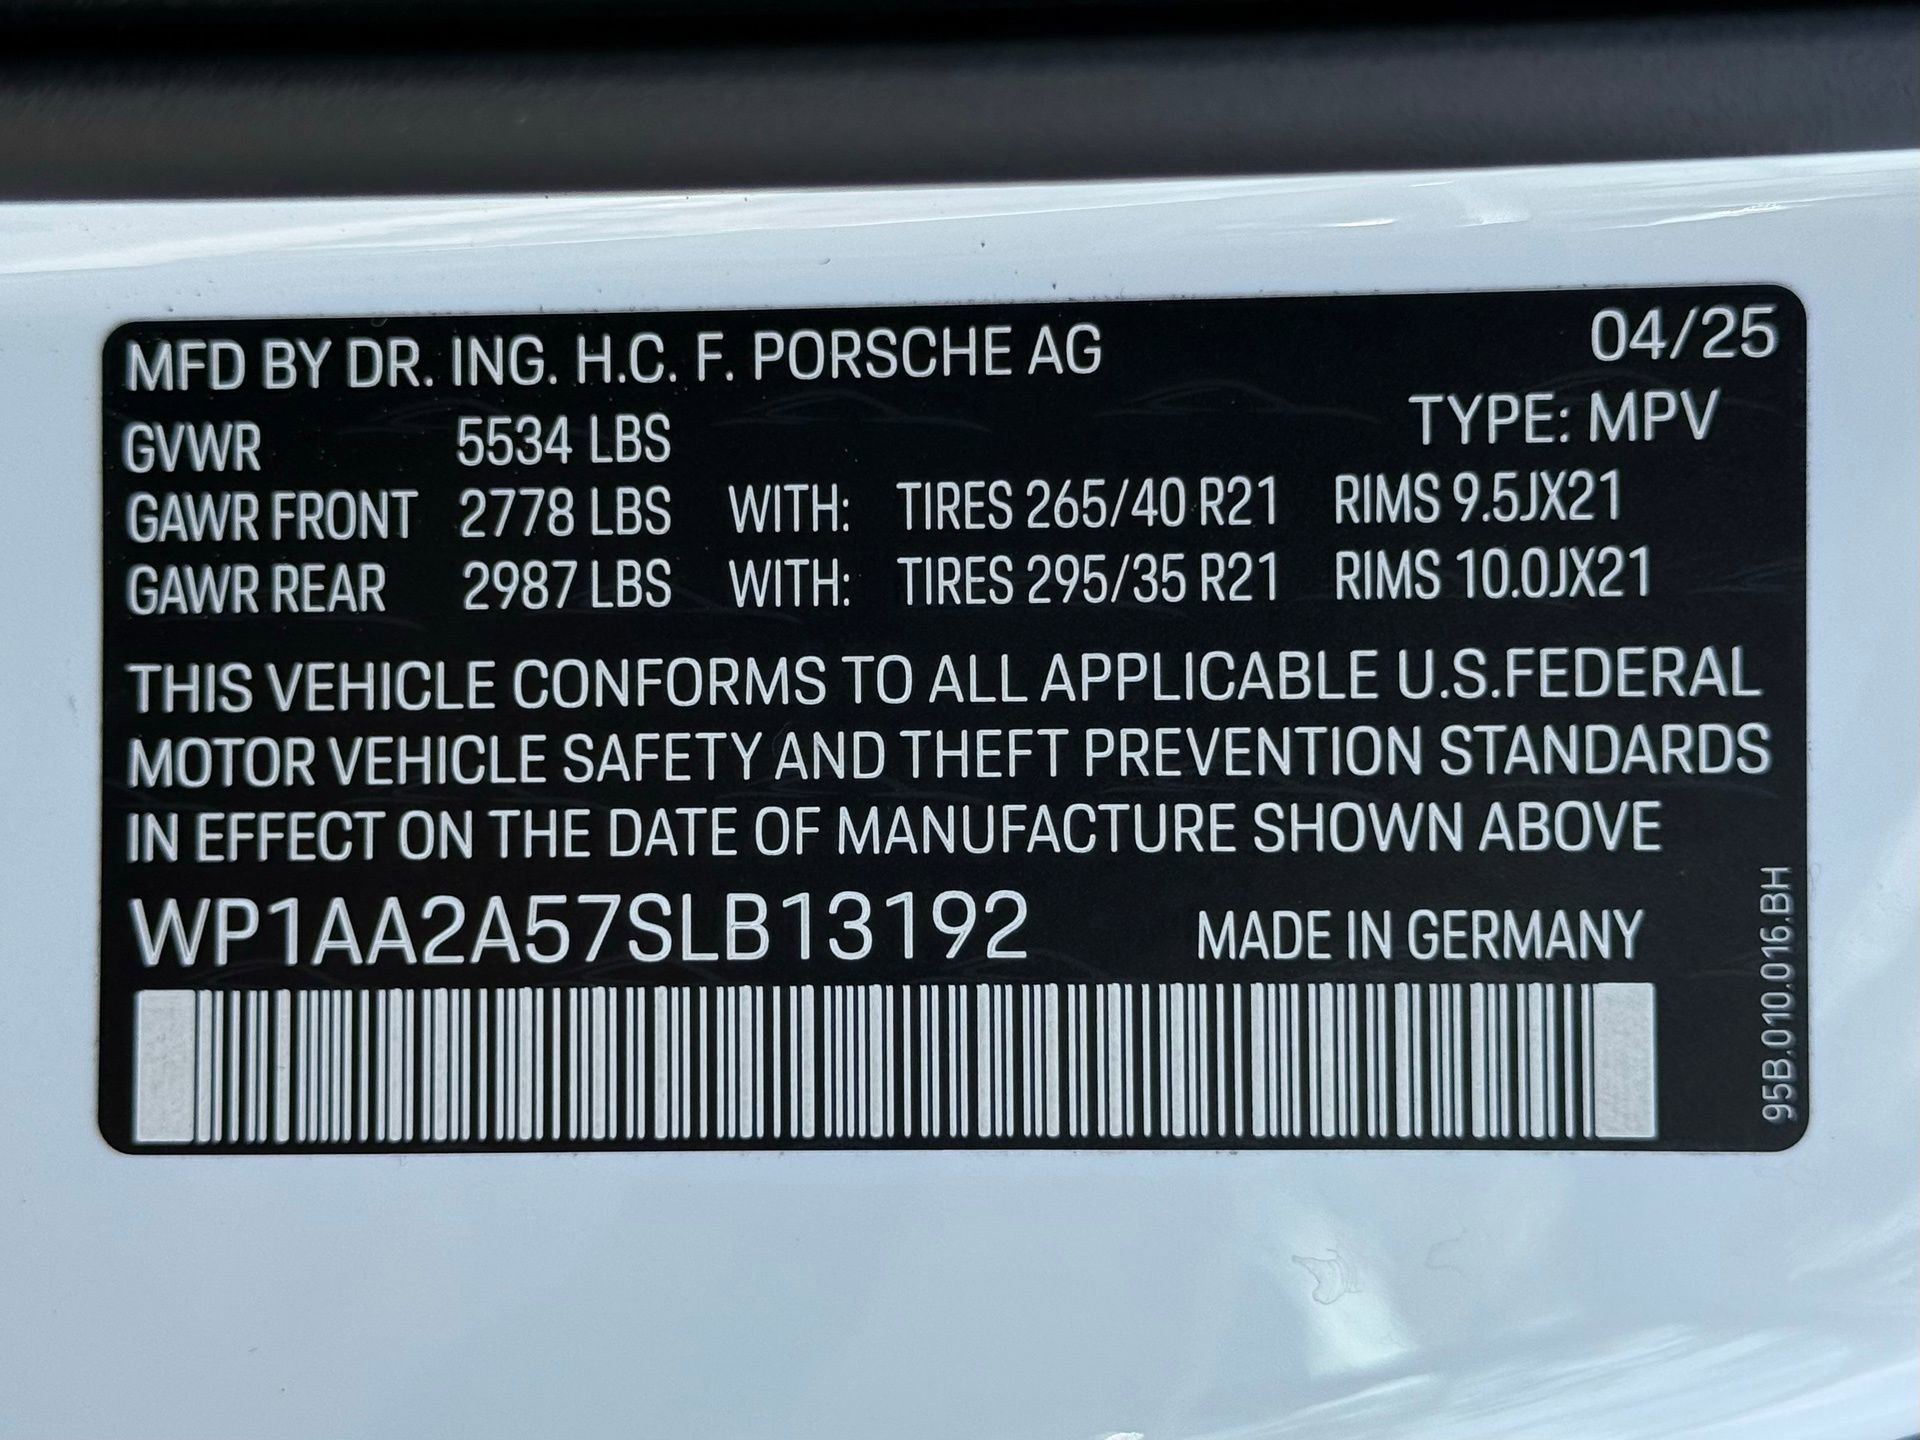 MFD BY DR. ING. H.C. F. PORSCHE AG 04/25
GVWR 5534 LBS TYPE: MPV
GAWR FRONT 2778 LBS WITH: TIRES 265/40 R21 RIMS 9.5JX21
GAWR REAR 2987 LBS WITH: TIRES 295/35 R21 RIMS 10.0JX21
THIS VEHICLE CONFORMS TO ALL APPLICABLE U.S.FEDERAL
MOTOR VEHICLE SAFETY AND THEFT PREVENTION STANDARDS
IN EFFECT ON THE DATE OF MANUFACTURE SHOWN ABOVE
WP1AA2A57SLB13192 MADE IN GERMANY
95B.010.016.BH